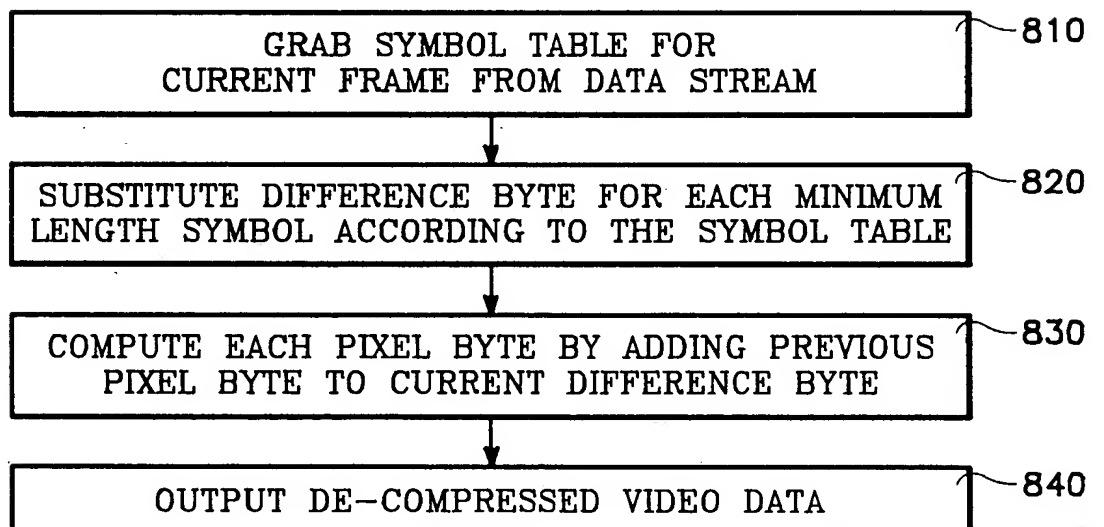 GRAB SYMBOL TABLE FOR
CURRENT FRAME FROM DATA STREAM
810
SUBSTITUTE DIFFERENCE BYTE FOR EACH MINIMUM
LENGTH SYMBOL ACCORDING TO THE SYMBOL TABLE
820
COMPUTE EACH PIXEL BYTE BY ADDING PREVIOUS
PIXEL BYTE TO CURRENT DIFFERENCE BYTE
830
OUTPUT DE-COMPRESSED VIDEO DATA
840